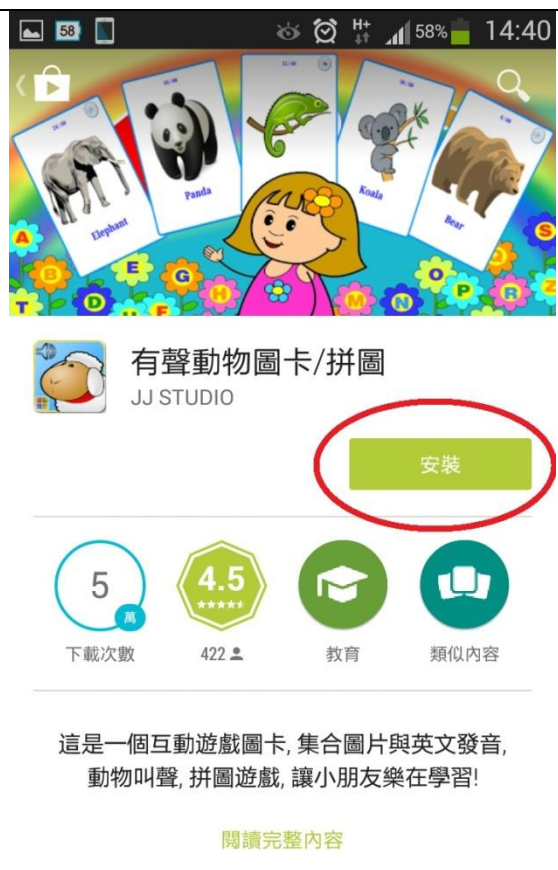 58 H+ 58% 14:40
Elephant
Panda
Koala
Bear
A B T D E F G H M N O P R S Z
有聲動物圖卡/拼圖
JJ STUDIO
安裝
5 萬
4.5
下載次數
422
教育
類似內容
這是一個互動遊戲圖卡, 集合圖片與英文發音,
動物叫聲, 拼圖遊戲, 讓小朋友樂在學習!
閱讀完整內容